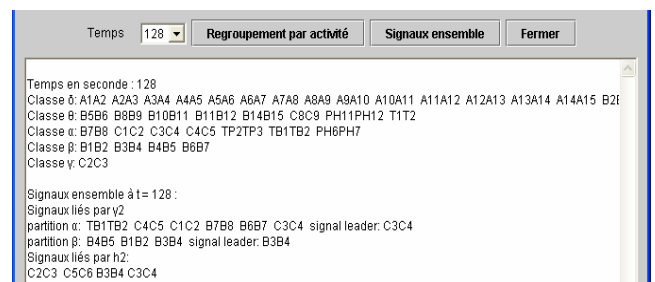 Temps 128 Regroupement par activité Signaux ensemble Fermer
Temps en seconde : 128
Classe δ: A1A2 A2A3 A3A4 A4A5 A5A6 A6A7 A7A8 A8A9 A9A10 A10A11 A11A12 A12A13 A13A14 A14A15
Classe θ: B5B6 B8B9 B10B11 B11B12 B14B15 C8C9 PH11PH12 T1T2
Classe α: B7B8 C1C2 C3C4 C4C5 TP2TP3 TB1TB2 PH6PH7
Classe β: B1B2 B3B4 B4B5 B6B7
Classe γ: C2C3
Signaux ensemble à t = 128 :
Signaux liés par γ2
partition α: TB1TB2 C4C5 C1C2 B7B8 B6B7 C3C4 signal leader: C3C4
partition β: B4B5 B1B2 B3B4 signal leader: B3B4
Signaux liés par h2:
C2C3 C5C6 B3B4 C3C4